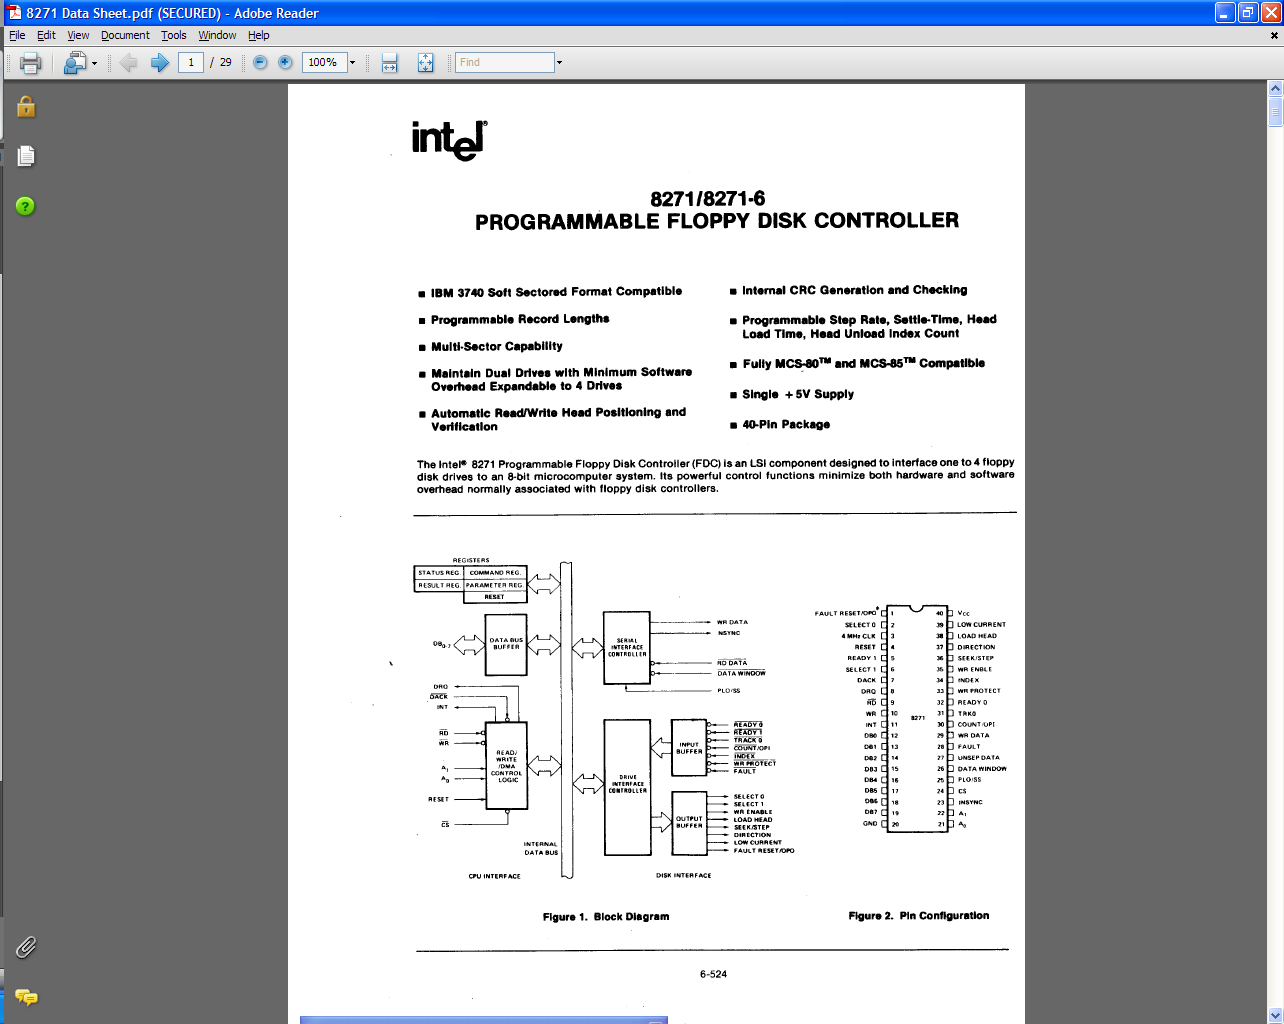 8271 Data Sheet.pdf (SECURED) - Adobe Reader
File Edit View Document Tools Window Help
1 / 29 100% Find
intel®
8271/8271-6
PROGRAMMABLE FLOPPY DISK CONTROLLER
■ IBM 3740 Soft Sectored Format Compatible
■ Programmable Record Lengths
■ Multi-Sector Capability
■ Maintain Dual Drives with Minimum Software
Overhead Expandable to 4 Drives
■ Automatic Read/Write Head Positioning and
Verification
■ Internal CRC Generation and Checking
■ Programmable Step Rate, Settle-Time, Head
Load Time, Head Unload Index Count
■ Fully MCS-80™ and MCS-85™ Compatible
■ Single +5V Supply
■ 40-Pin Package
The Intel® 8271 Programmable Floppy Disk Controller (FDC) is an LSI component designed to interface one to 4 floppy
disk drives to an 8-bit microcomputer system. Its powerful control functions minimize both hardware and software
overhead normally associated with floppy disk controllers.
REGISTERS
STATUS REG. COMMAND REG.
RESULT REG. PARAMETER REG.
RESET
DB0-7
DATA BUS
BUFFER
DRQ
DACK
INT
RD
WR
A1
A0
RESET
CS
READ/
WRITE
/DMA
CONTROL
LOGIC
INTERNAL
DATA BUS
CPU INTERFACE
SERIAL
INTERFACE
CONTROLLER
WR DATA
INSYNC
RD DATA
DATA WINDOW
PLO/SS
DRIVE
INTERFACE
CONTROLLER
INPUT
BUFFER
READY 0
READY 1
TRACK 0
COUNT/OPI
INDEX
WR PROTECT
FAULT
OUTPUT
BUFFER
SELECT 0
SELECT 1
WR ENABLE
LOAD HEAD
SEEK/STEP
DIRECTION
LOW CURRENT
FAULT RESET/OPO
DISK INTERFACE
Figure 1. Block Diagram
FAULT RESET/OPO* 1 40 VCC
SELECT 0 2 39 LOW CURRENT
4 MHz CLK 3 38 LOAD HEAD
RESET 4 37 DIRECTION
READY 1 5 36 SEEK/STEP
SELECT 1 6 35 WR ENBLE
DACK 7 34 INDEX
DRQ 8 33 WR PROTECT
RD 9 32 READY 0
WR 10 31 TRK0
8271
INT 11 30 COUNT/OPI
DB0 12 29 WR DATA
DB1 13 28 FAULT
DB2 14 27 UNSEP DATA
DB3 15 26 DATA WINDOW
DB4 16 25 PLO/SS
DB5 17 24 CS
DB6 18 23 INSYNC
DB7 19 22 A1
GND 20 21 A0
Figure 2. Pin Configuration
6-524